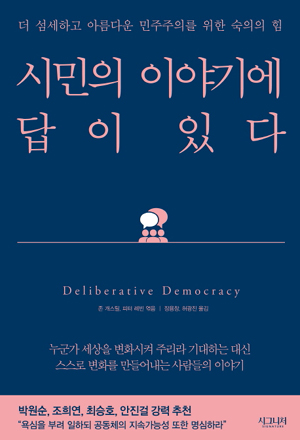 더 섬세하고 아름다운 민주주의를 위한 숙의의 힘
시민의 이야기에
답이 있다
Deliberative Democracy
존 개스틸, 피터 레빈 엮음 | 장용창, 허광진 옮김
누군가 세상을 변화시켜 주리라 기대하는 대신
스스로 변화를 만들어내는 사람들의 이야기
박원순, 조희연, 최승호, 안진걸 강력 추천
“욕심을 부려 일하되 공동체의 지속가능성 또한 명심하라”
시그니처
SIGNATURE